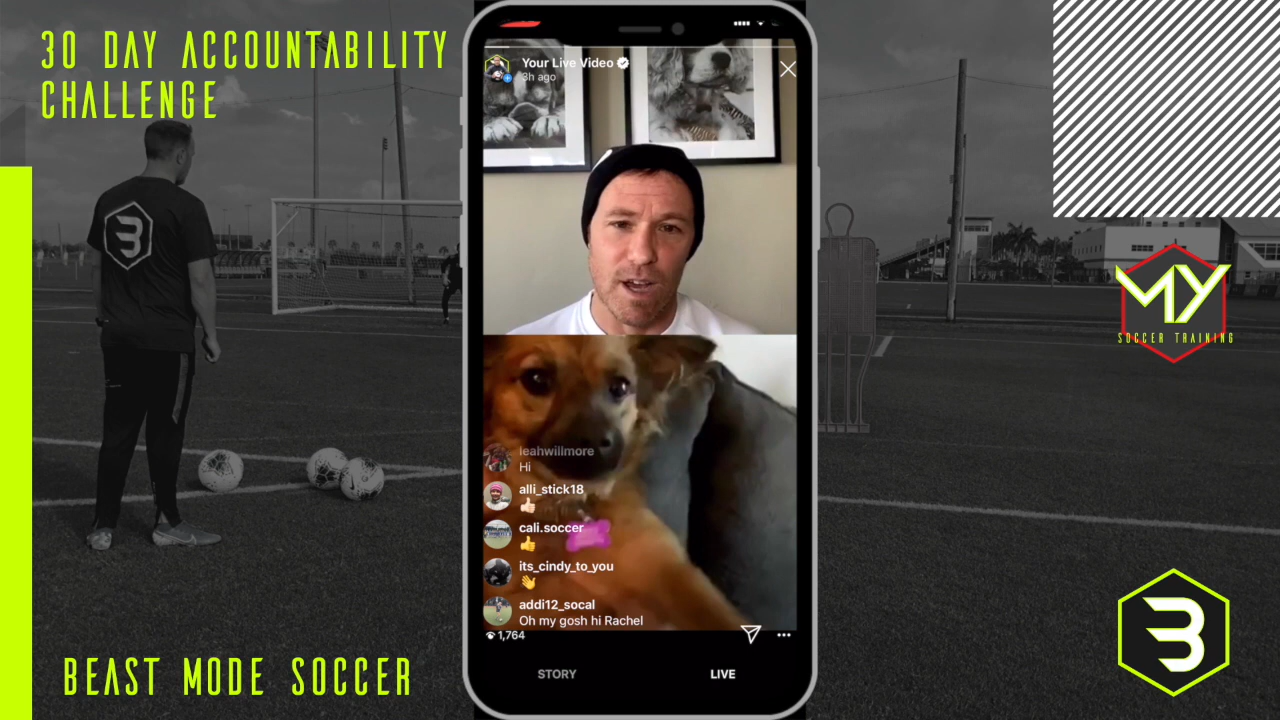 30 DAY ACCOUNTABILITY
CHALLENGE
Your Live Video
3h ago
leahwillmore
Hi
alli_stick18
👍🏻
cali.soccer
👍
its_cindy_to_you
👋
addi12_socal
Oh my gosh hi Rachel
1,764
STORY
LIVE
MY
SOCCER TRAINING
BEAST MODE SOCCER
B